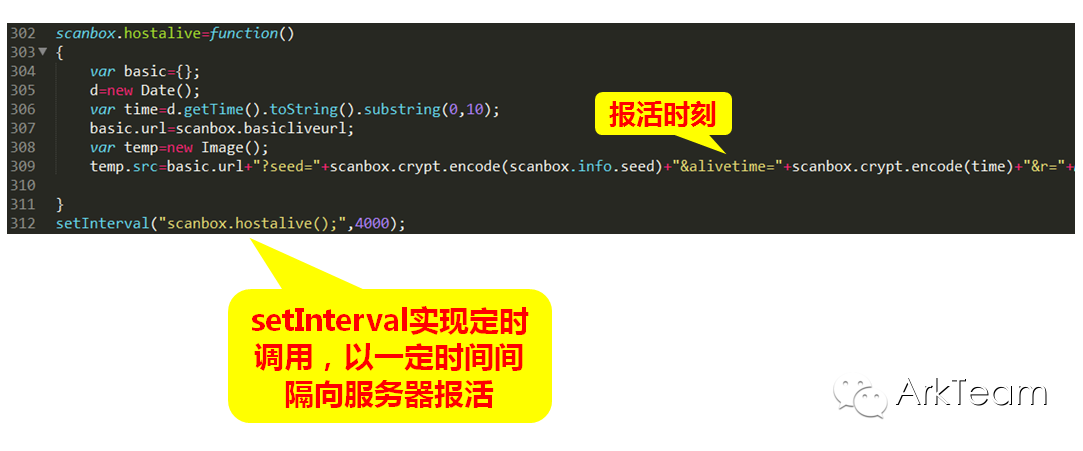 302 scanbox.hostalive=function()
303 {
304 var basic={};
305 d=new Date();
306 var time=d.getTime().toString().substring(0,10);
报活时刻
307 basic.url=scanbox.basicliveurl;
308 var temp=new Image();
309 temp.src=basic.url+"?seed="+scanbox.crypt.encode(scanbox.info.seed)+"&alivetime="+scanbox.crypt.encode(time)+"&r="+
310
311 }
312 setInterval("scanbox.hostalive();",4000);
setInterval实现定时
调用，以一定时间间
隔向服务器报活
ArkTeam